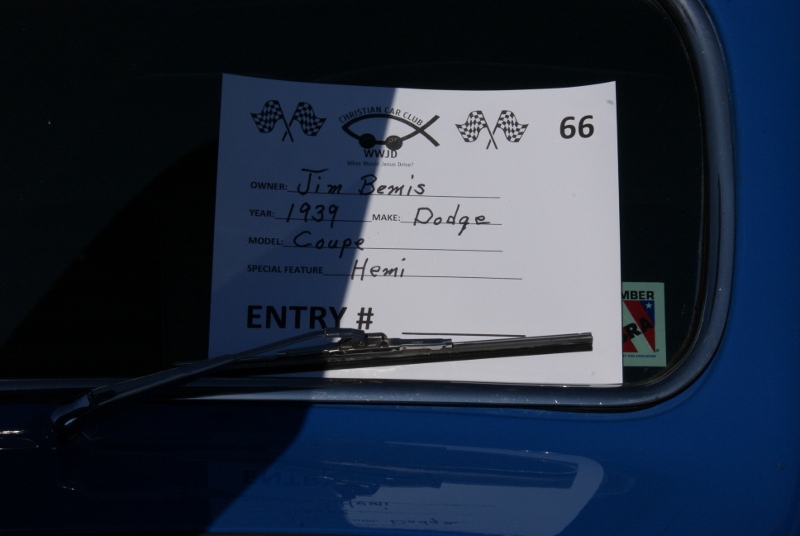 CHRISTIAN CAR CLUB
WWJD
What Would Jesus Drive?
66
OWNER: Jim Bemis
YEAR: 1939 MAKE: Dodge
MODEL: Coupe
SPECIAL FEATURE Hemi
ENTRY #
MBER
RA